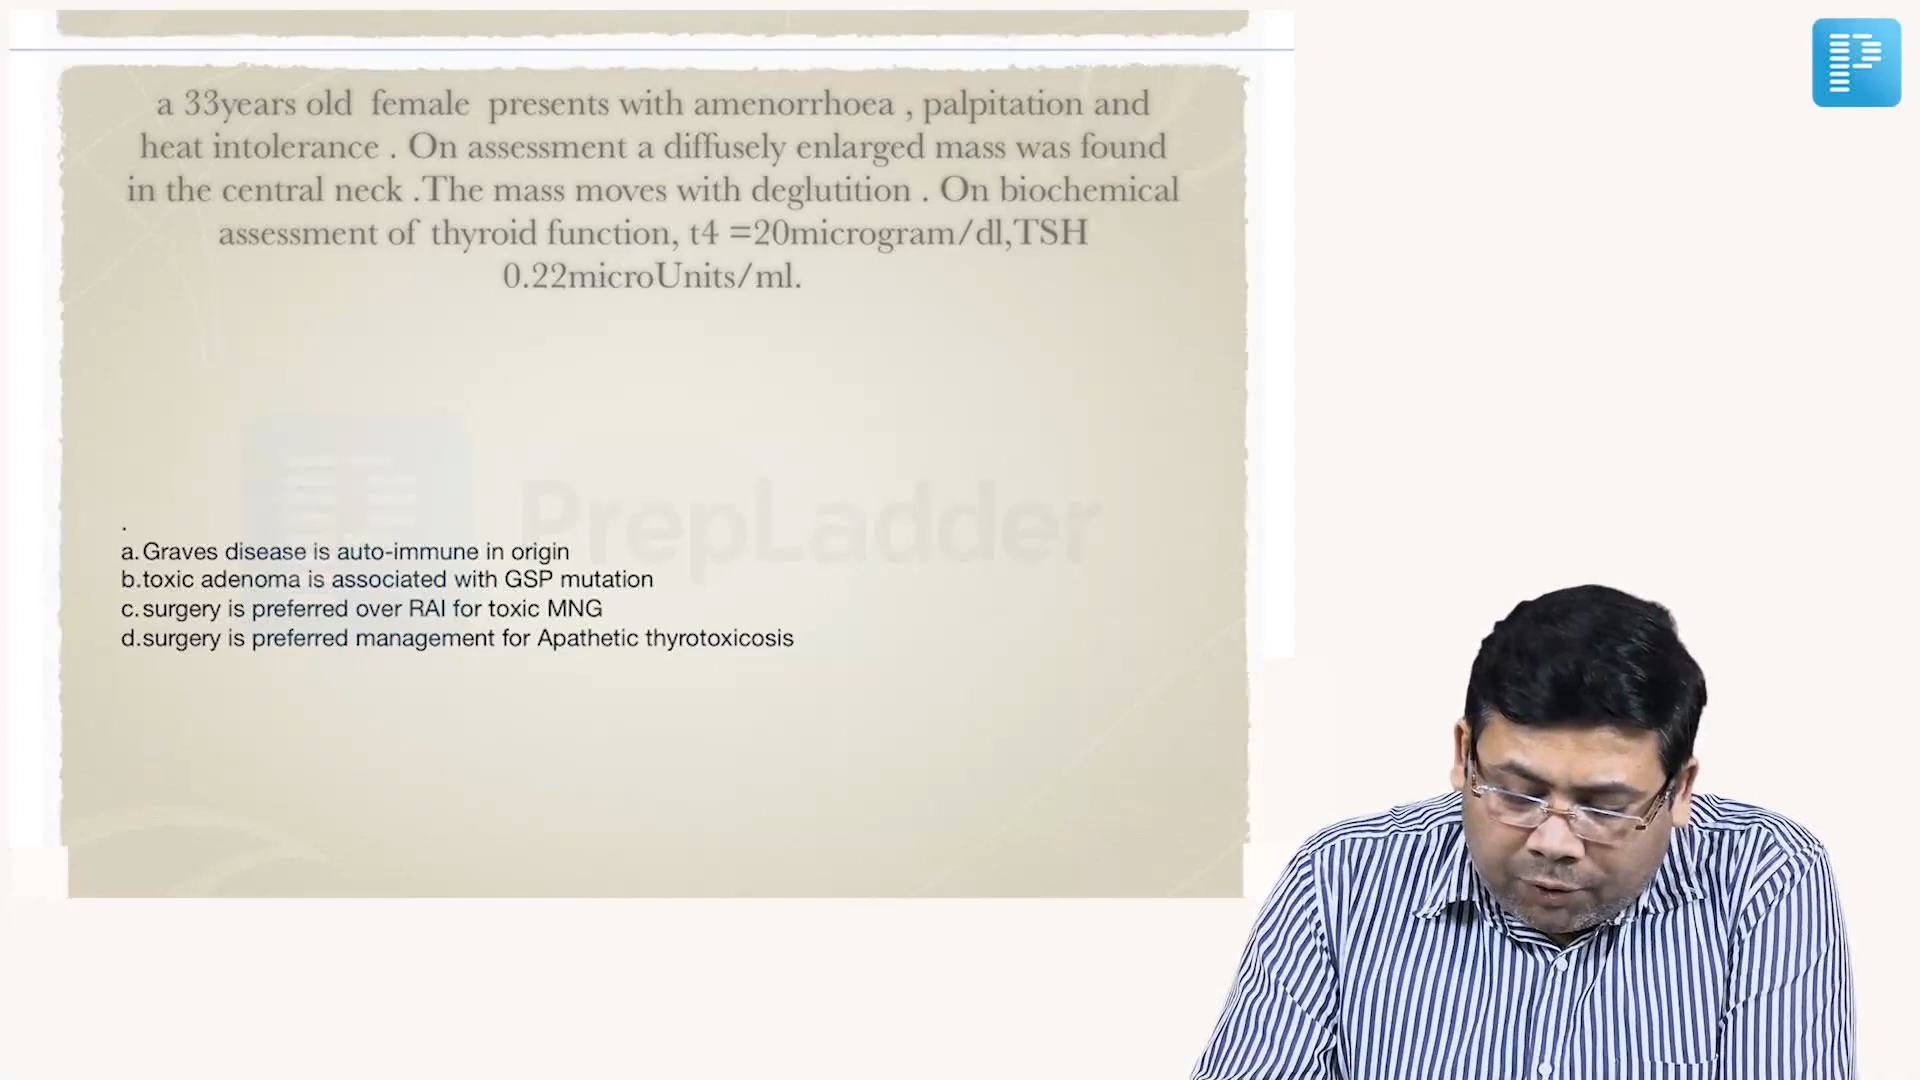 a 33years old female presents with amenorrhoea , palpitation and
heat intolerance . On assessment a diffusely enlarged mass was found
in the central neck .The mass moves with deglutition . On biochemical
assessment of thyroid function, t4 =20microgram/dl,TSH
0.22microUnits/ml.
PrepLadder
.
a. Graves disease is auto-immune in origin
b.toxic adenoma is associated with GSP mutation
c. surgery is preferred over RAI for toxic MNG
d.surgery is preferred management for Apathetic thyrotoxicosis